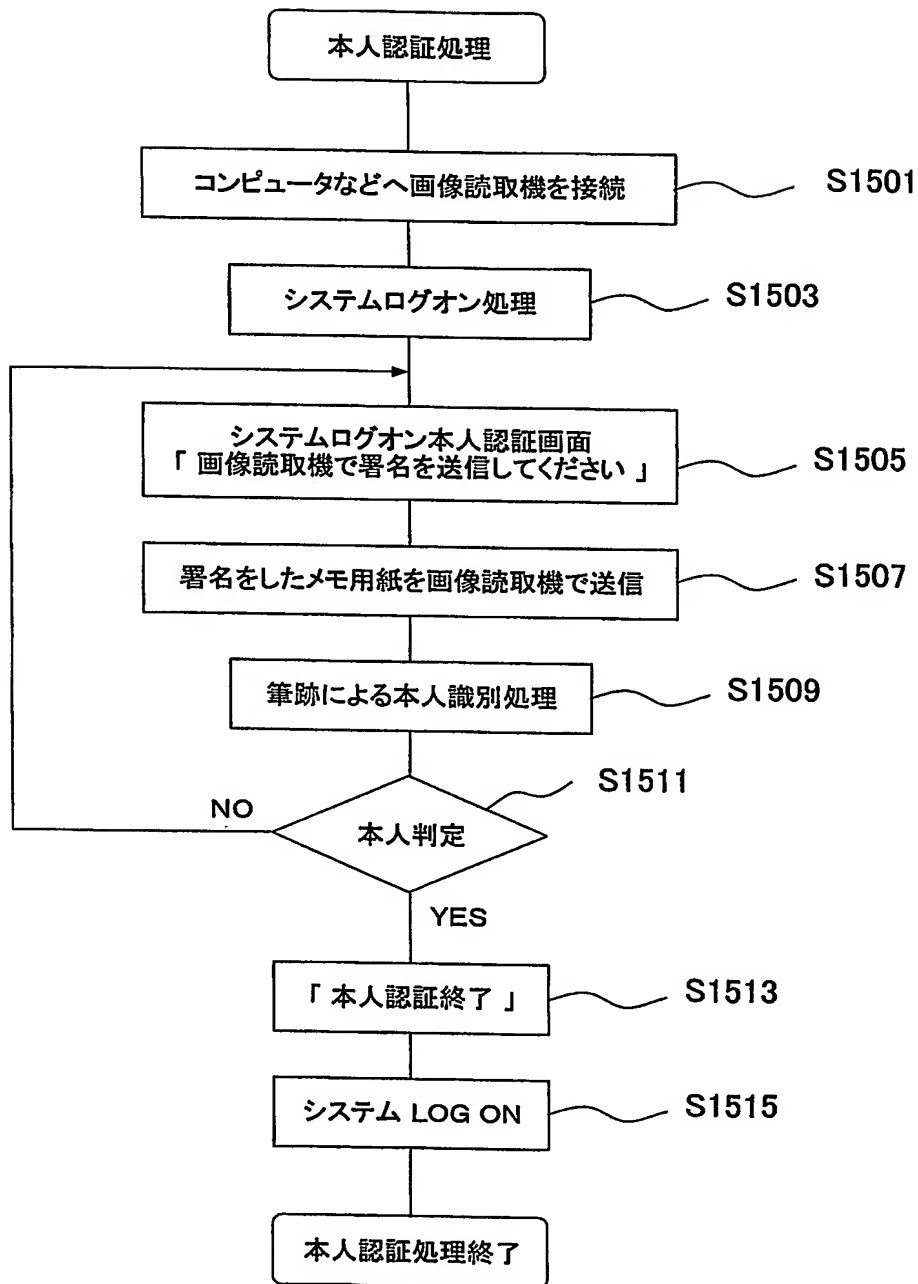 本人認証処理
コンピュータなどへ画像読取機を接続
S1501
システムログオン処理
S1503
システムログオン本人認証画面
「 画像読取機で署名を送信してください 」
S1505
署名をしたメモ用紙を画像読取機で送信
S1507
筆跡による本人識別処理
S1509
S1511
NO
本人判定
YES
「 本人認証終了 」
S1513
システム LOG ON
S1515
本人認証処理終了